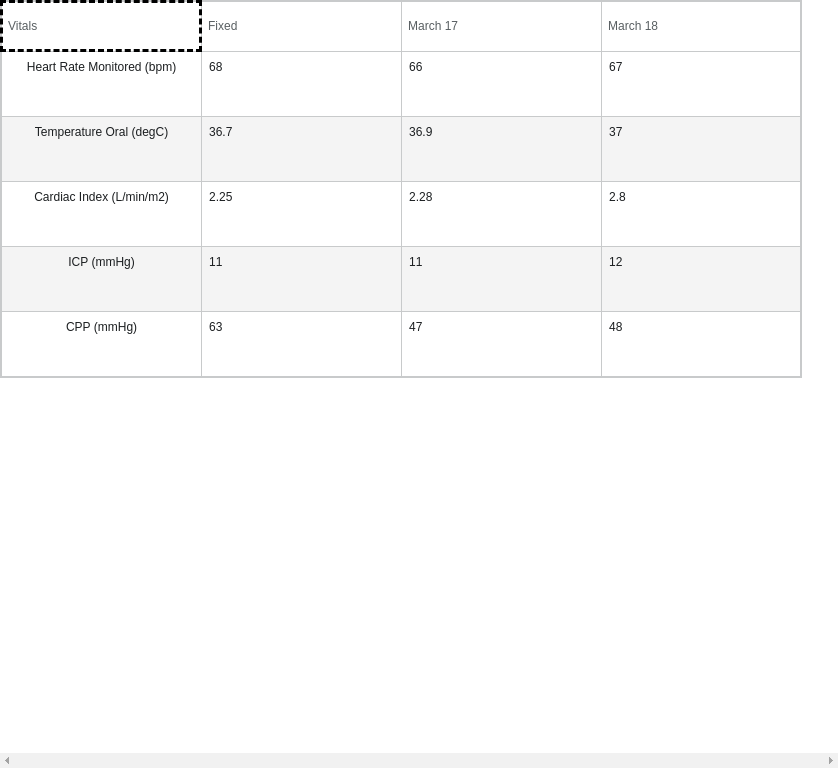 Vitals Fixed March 17 March 18
Heart Rate Monitored (bpm) 68 66 67
Temperature Oral (degC) 36.7 36.9 37
Cardiac Index (L/min/m2) 2.25 2.28 2.8
ICP (mmHg) 11 11 12
CPP (mmHg) 63 47 48